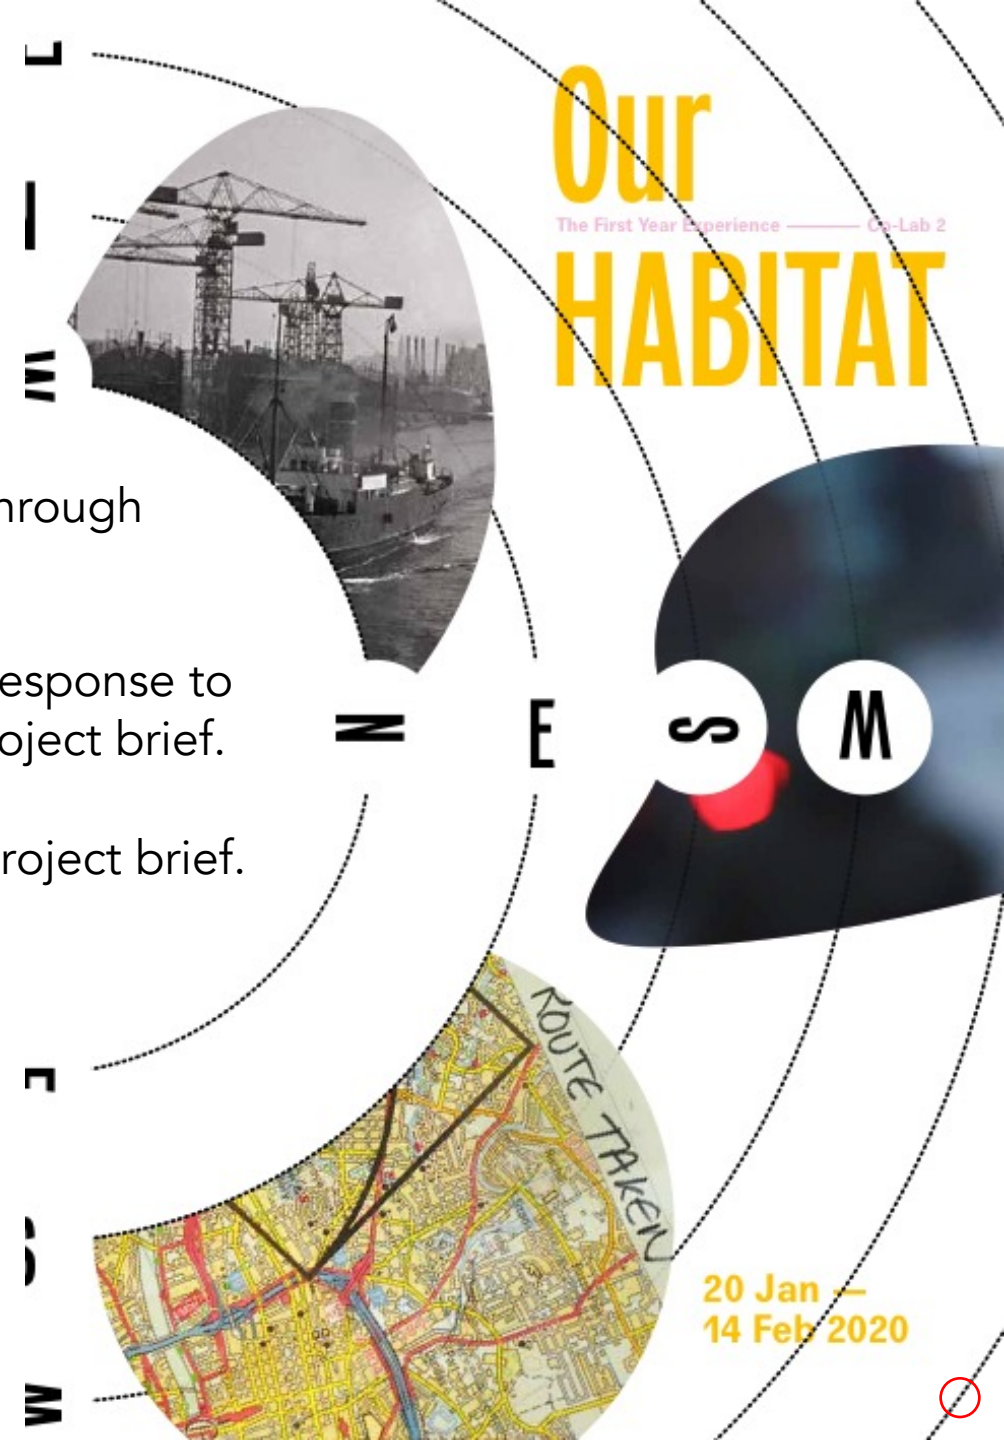 Our
The First Year Experience ——— Co-Lab 2
HABITAT
hrough
esponse to
oject brief.
roject brief.
N E S W
ROUTE TAKEN
20 Jan —
14 Feb 2020